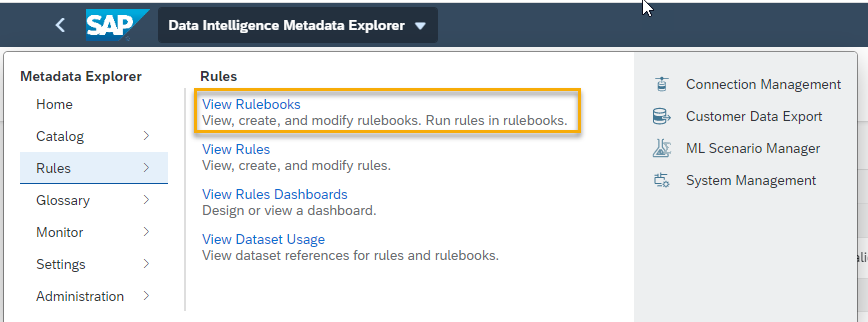 SAP Data Intelligence Metadata Explorer
Metadata Explorer
Home
Catalog
Rules
Glossary
Monitor
Settings
Administration
Rules
View Rulebooks
View, create, and modify rulebooks. Run rules in rulebooks.
View Rules
View, create, and modify rules.
View Rules Dashboards
Design or view a dashboard.
View Dataset Usage
View dataset references for rules and rulebooks.
Connection Management
Customer Data Export
ML Scenario Manager
System Management